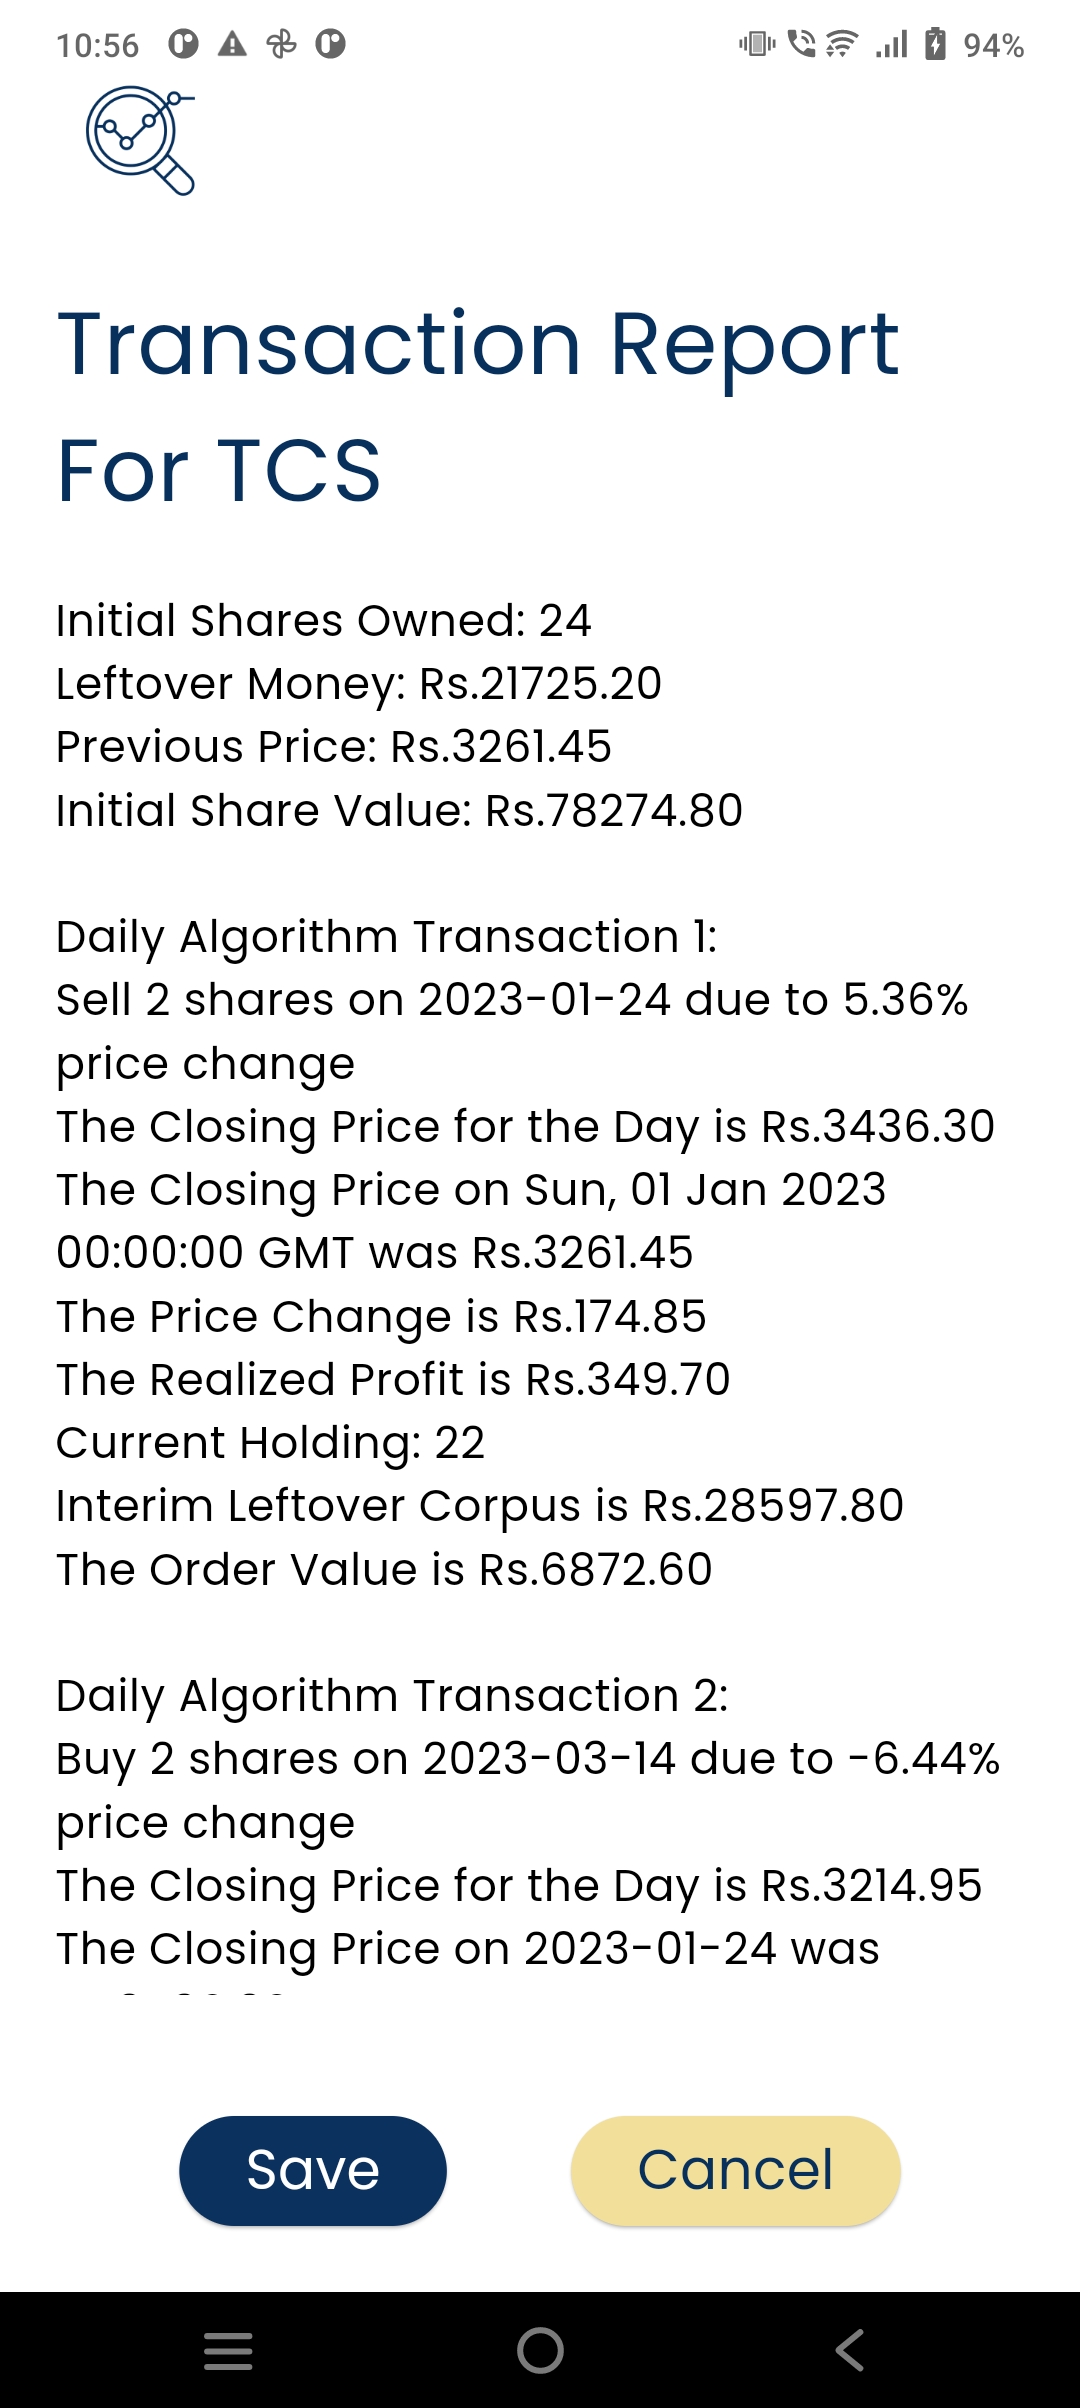 10:56
94%
Transaction Report
For TCS
Initial Shares Owned: 24
Leftover Money: Rs.21725.20
Previous Price: Rs.3261.45
Initial Share Value: Rs.78274.80
Daily Algorithm Transaction 1:
Sell 2 shares on 2023-01-24 due to 5.36%
price change
The Closing Price for the Day is Rs.3436.30
The Closing Price on Sun, 01 Jan 2023
00:00:00 GMT was Rs.3261.45
The Price Change is Rs.174.85
The Realized Profit is Rs.349.70
Current Holding: 22
Interim Leftover Corpus is Rs.28597.80
The Order Value is Rs.6872.60
Daily Algorithm Transaction 2:
Buy 2 shares on 2023-03-14 due to -6.44%
price change
The Closing Price for the Day is Rs.3214.95
The Closing Price on 2023-01-24 was
Save
Cancel